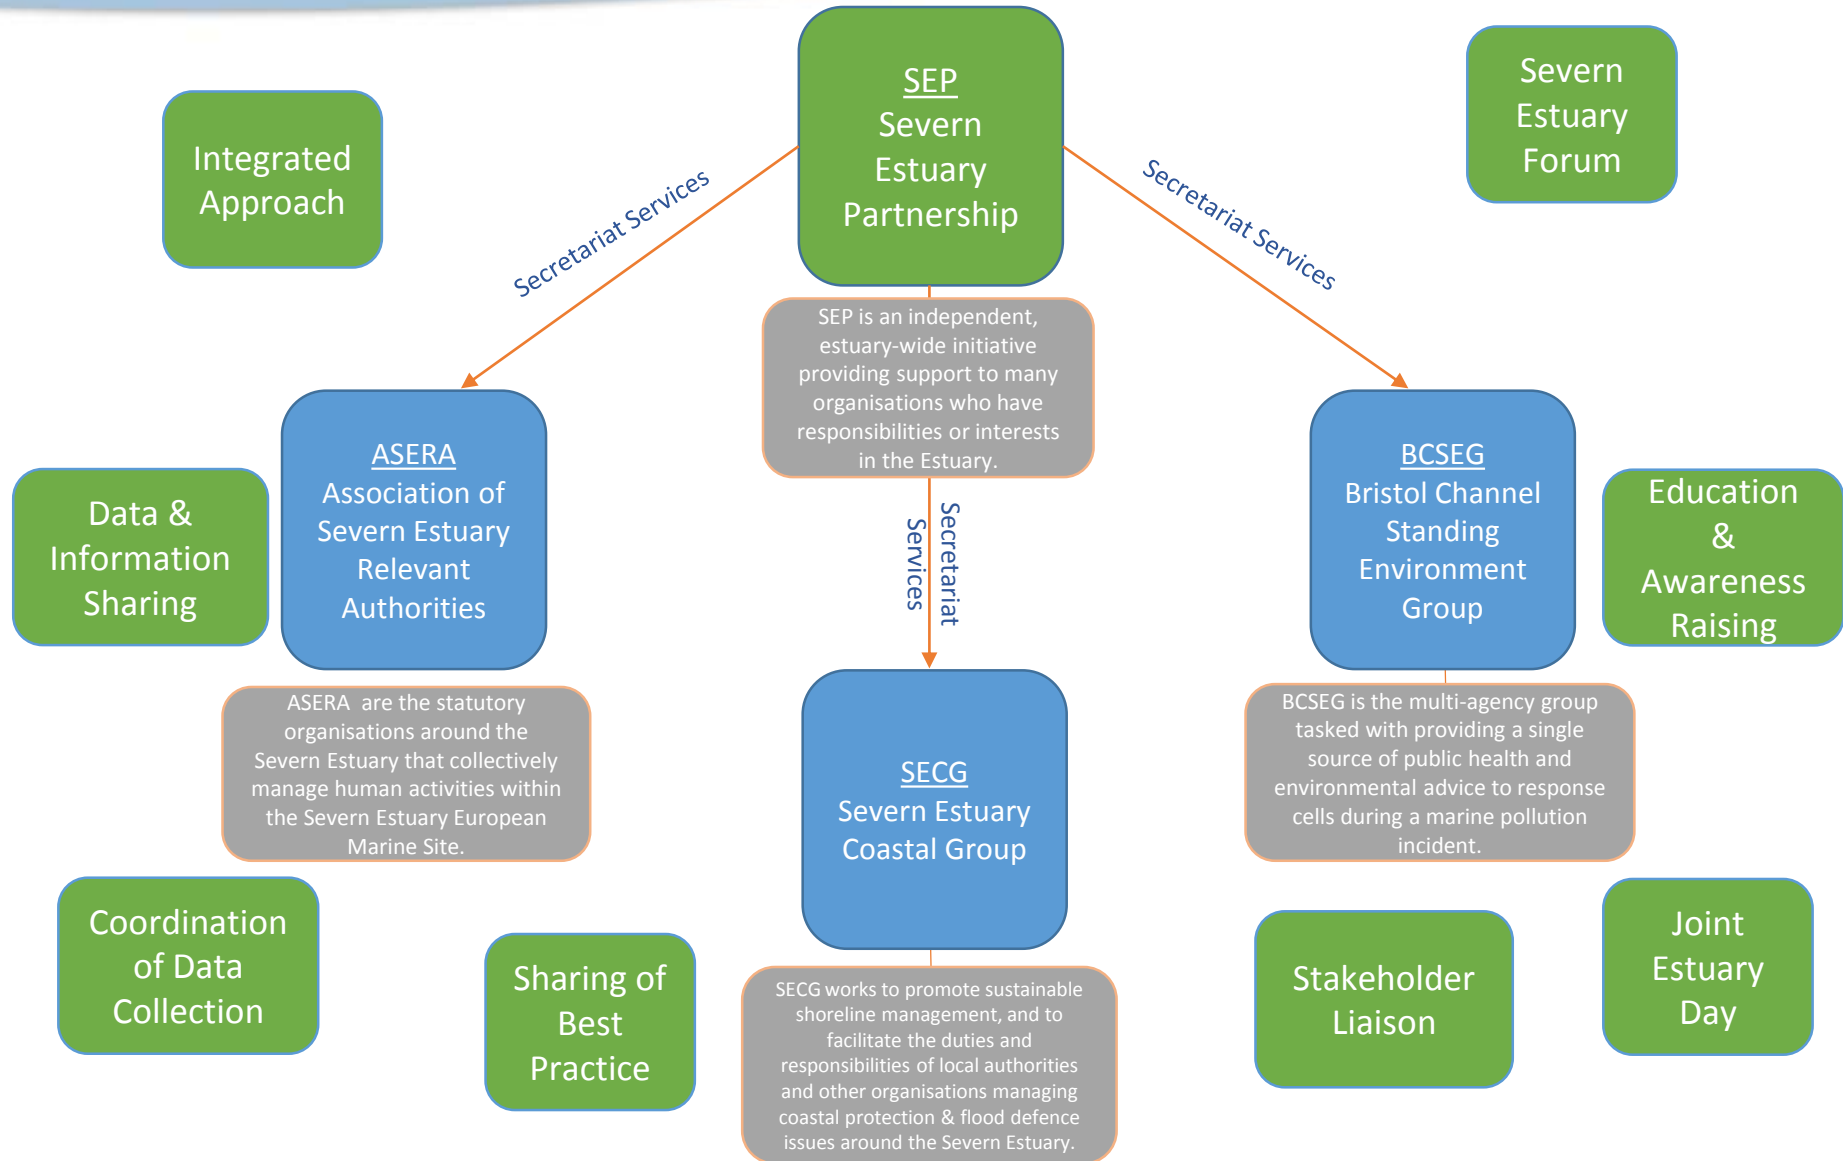 SEP
Severn
Estuary
Partnership
Severn
Estuary
Forum
Integrated
Approach
Secretariat Services
Secretariat Services
SEP is an independent,
estuary-wide initiative
providing support to many
organisations who have
responsibilities or interests
in the Estuary.
ASERA
Association of
Severn Estuary
Relevant
Authorities
BCSEG
Bristol Channel
Standing
Environment
Group
Data &
Information
Sharing
Education
&
Awareness
Raising
Secretariat
Services
ASERA are the statutory
organisations around the
Severn Estuary that collectively
manage human activities within
the Severn Estuary European
Marine Site.
SECG
Severn Estuary
Coastal Group
BCSEG is the multi-agency group
tasked with providing a single
source of public health and
environmental advice to response
cells during a marine pollution
incident.
Coordination
of Data
Collection
Sharing of
Best
Practice
SECG works to promote sustainable
shoreline management, and to
facilitate the duties and
responsibilities of local authorities
and other organisations managing
coastal protection & flood defence
issues around the Severn Estuary.
Stakeholder
Liaison
Joint
Estuary
Day